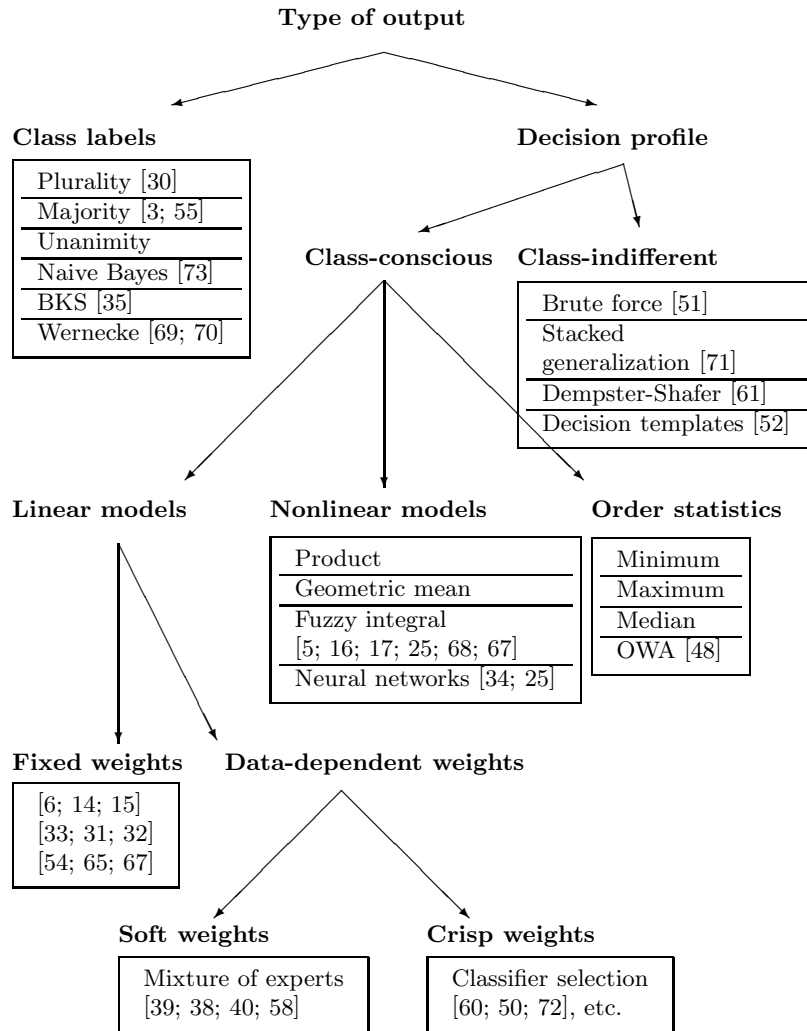 Type of output
Class labels
Decision profile
Plurality [30]
Majority [3; 55]
Unanimity
Naive Bayes [73]
BKS [35]
Wernecke [69; 70]
Class-conscious
Class-indifferent
Brute force [51]
Stacked
generalization [71]
Dempster-Shafer [61]
Decision templates [52]
Linear models
Nonlinear models
Order statistics
Product
Geometric mean
Fuzzy integral
[5; 16; 17; 25; 68; 67]
Neural networks [34; 25]
Minimum
Maximum
Median
OWA [48]
Fixed weights
Data-dependent weights
[6; 14; 15]
[33; 31; 32]
[54; 65; 67]
Soft weights
Crisp weights
Mixture of experts
[39; 38; 40; 58]
Classifier selection
[60; 50; 72], etc.